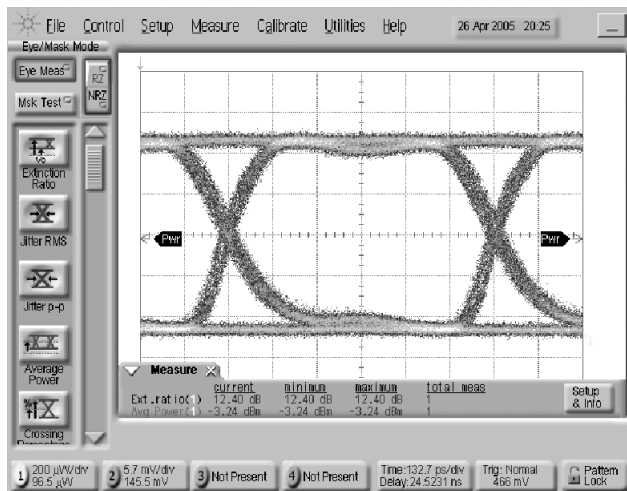 File Control Setup Measure Calibrate Utilities Help 26 Apr 2005 20:25
Eye/Mask Mode
Eye Meas
RZ
Msk Test
NRZ
Extinction
Ratio
Jitter RMS
Pwr Pwr
Jitter p-p
Average
Power
Measure
current minimum maximum total meas
Ext.ratio(1) 12.40 dB 12.40 dB 12.40 dB 1
Avg Power(1) -3.24 dBm -3.24 dBm -3.24 dBm 1
Setup
& Info
Crossing
Percentage
1 200 µW/div
96.5 µW
2 5.7 mV/div
145.5 mV
3 Not Present
4 Not Present
Time:132.7 ps/div
Delay:24.5231 ns
Trig: Normal
466 mV
Pattern
Lock